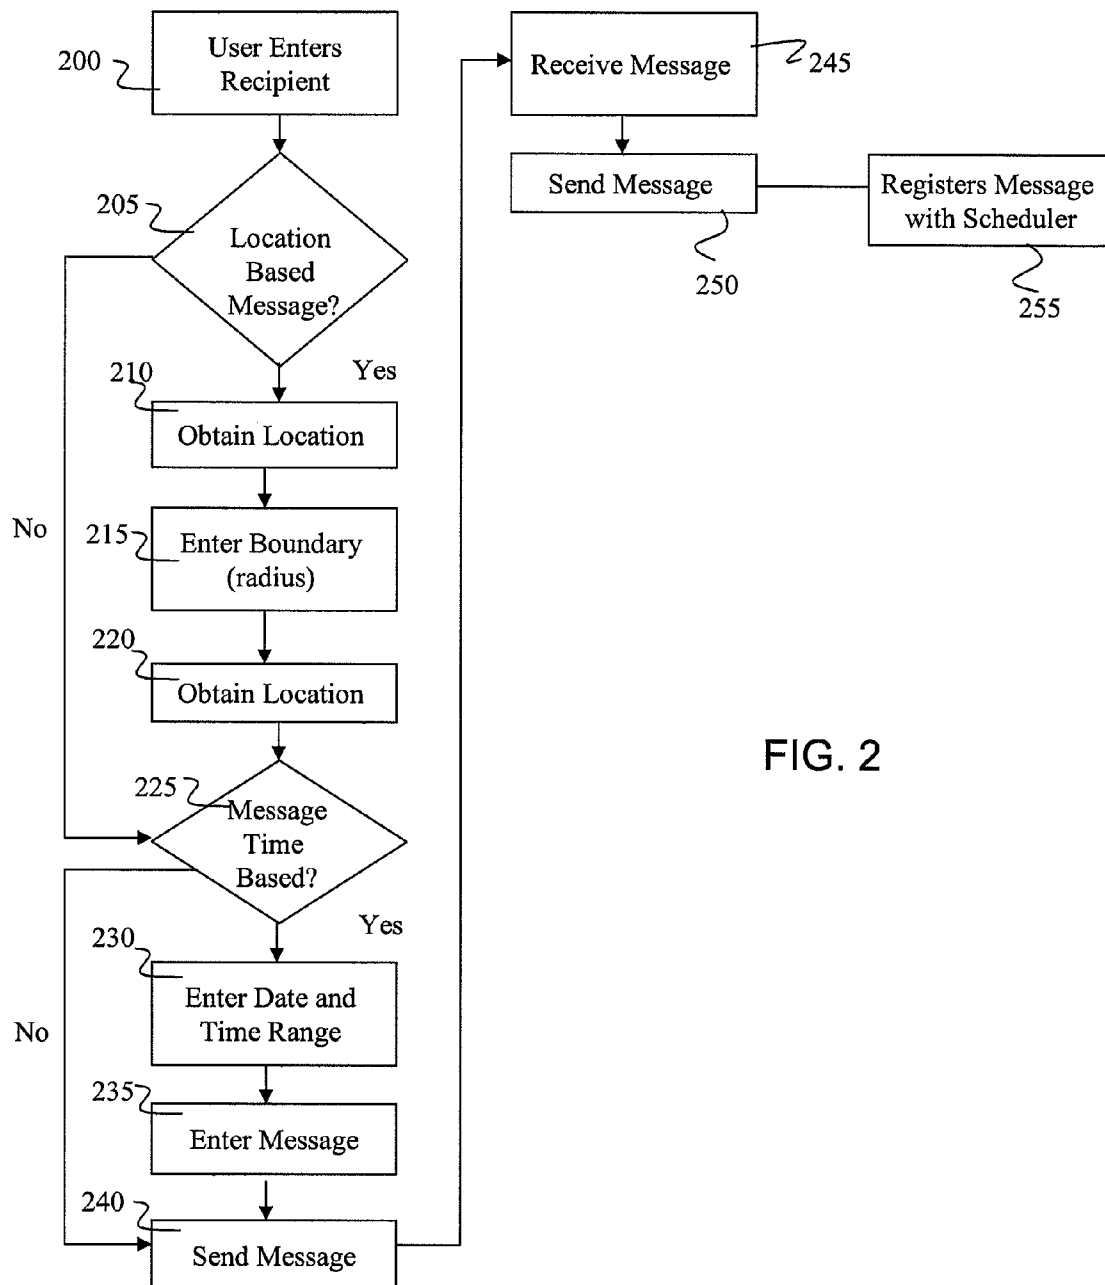 200
User Enters
Recipient
205
Location
Based
Message?
Yes
210
Obtain Location
No
215
Enter Boundary
(radius)
220
Obtain Location
225
Message
Time
Based?
Yes
230
Enter Date and
Time Range
No
235
Enter Message
240
Send Message
Receive Message
245
Send Message
250
Registers Message
with Scheduler
255
FIG. 2